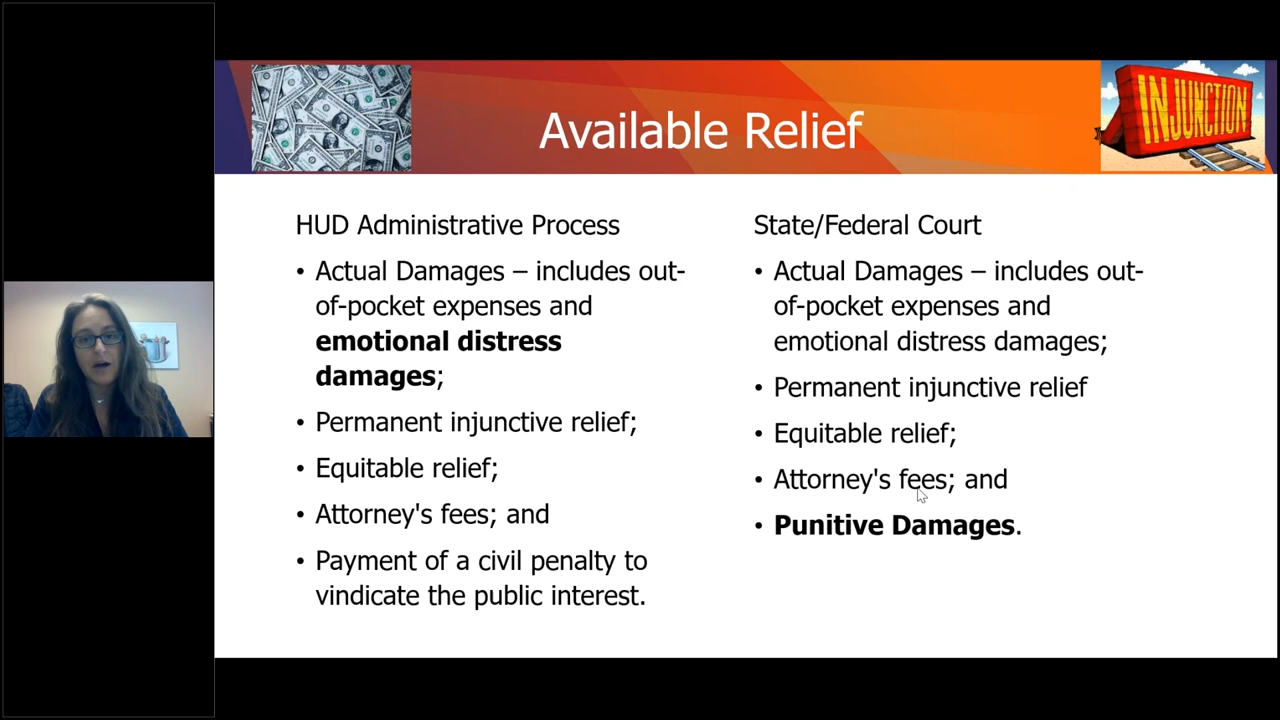 Available Relief
INJUNCTION
HUD Administrative Process
• Actual Damages – includes out-
of-pocket expenses and
emotional distress
damages;
• Permanent injunctive relief;
• Equitable relief;
• Attorney's fees; and
• Payment of a civil penalty to
vindicate the public interest.
State/Federal Court
• Actual Damages – includes out-
of-pocket expenses and
emotional distress damages;
• Permanent injunctive relief
• Equitable relief;
• Attorney's fees; and
• Punitive Damages.